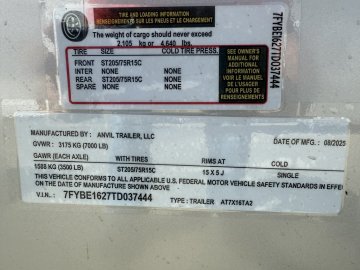 TIRE AND LOADING INFORMATION
RENSEIGNEMENTS SUR LES PNEUS ET LE CHARGEMENT
The weight of cargo should never exceed
2,105 kg or 4,640 lbs.
TIRE SIZE COLD TIRE PRESS.
FRONT ST205/75R15C
INTER NONE NONE
REAR NONE NONE
SPARE NONE NONE
SEE OWNER'S
MANUAL FOR
ADDITIONAL
INFORMATION
VOIR LE MANUEL
DE L'USAGER
POUR PLUS DE
RENSEIGNEMENTS
7FYBE1627TD037444
MANUFACTURED BY: ANVIL TRAILER, LLC DATE OF MFG: 08/2025
GVWR: 3175 KG (7000 LB)
GAWR (EACH AXLE) WITH TIRES RIMS AT COLD
1588 KG (3500 LB) ST205/75R15C 15 X 5 J SINGLE
THIS VEHICLE CONFORMS TO ALL APPLICABLE U.S. FEDERAL MOTOR VEHICLE SAFETY STANDARDS IN EFFE
ON THE DATE OF MANUFACTURE SHOWN ABOVE
V.I.N.: 7FYBE1627TD037444 TYPE: TRAILER AT7X16TA2